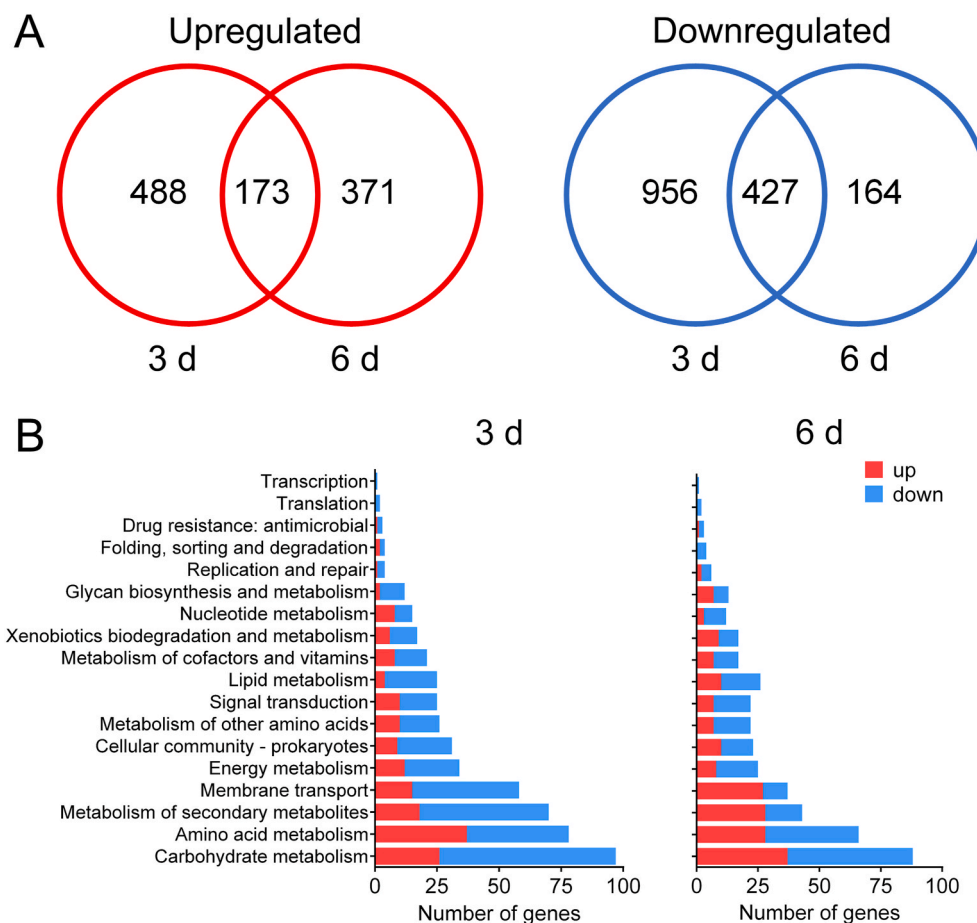 A
Upregulated
Downregulated
488 173 371
956 427 164
3 d 6 d
3 d 6 d
B
3 d
6 d
up
down
Transcription
Translation
Drug resistance: antimicrobial
Folding, sorting and degradation
Replication and repair
Glycan biosynthesis and metabolism
Nucleotide metabolism
Xenobiotics biodegradation and metabolism
Metabolism of cofactors and vitamins
Lipid metabolism
Signal transduction
Metabolism of other amino acids
Cellular community - prokaryotes
Energy metabolism
Membrane transport
Metabolism of secondary metabolites
Amino acid metabolism
Carbohydrate metabolism
0 25 50 75 100
Number of genes
0 25 50 75 100
Number of genes